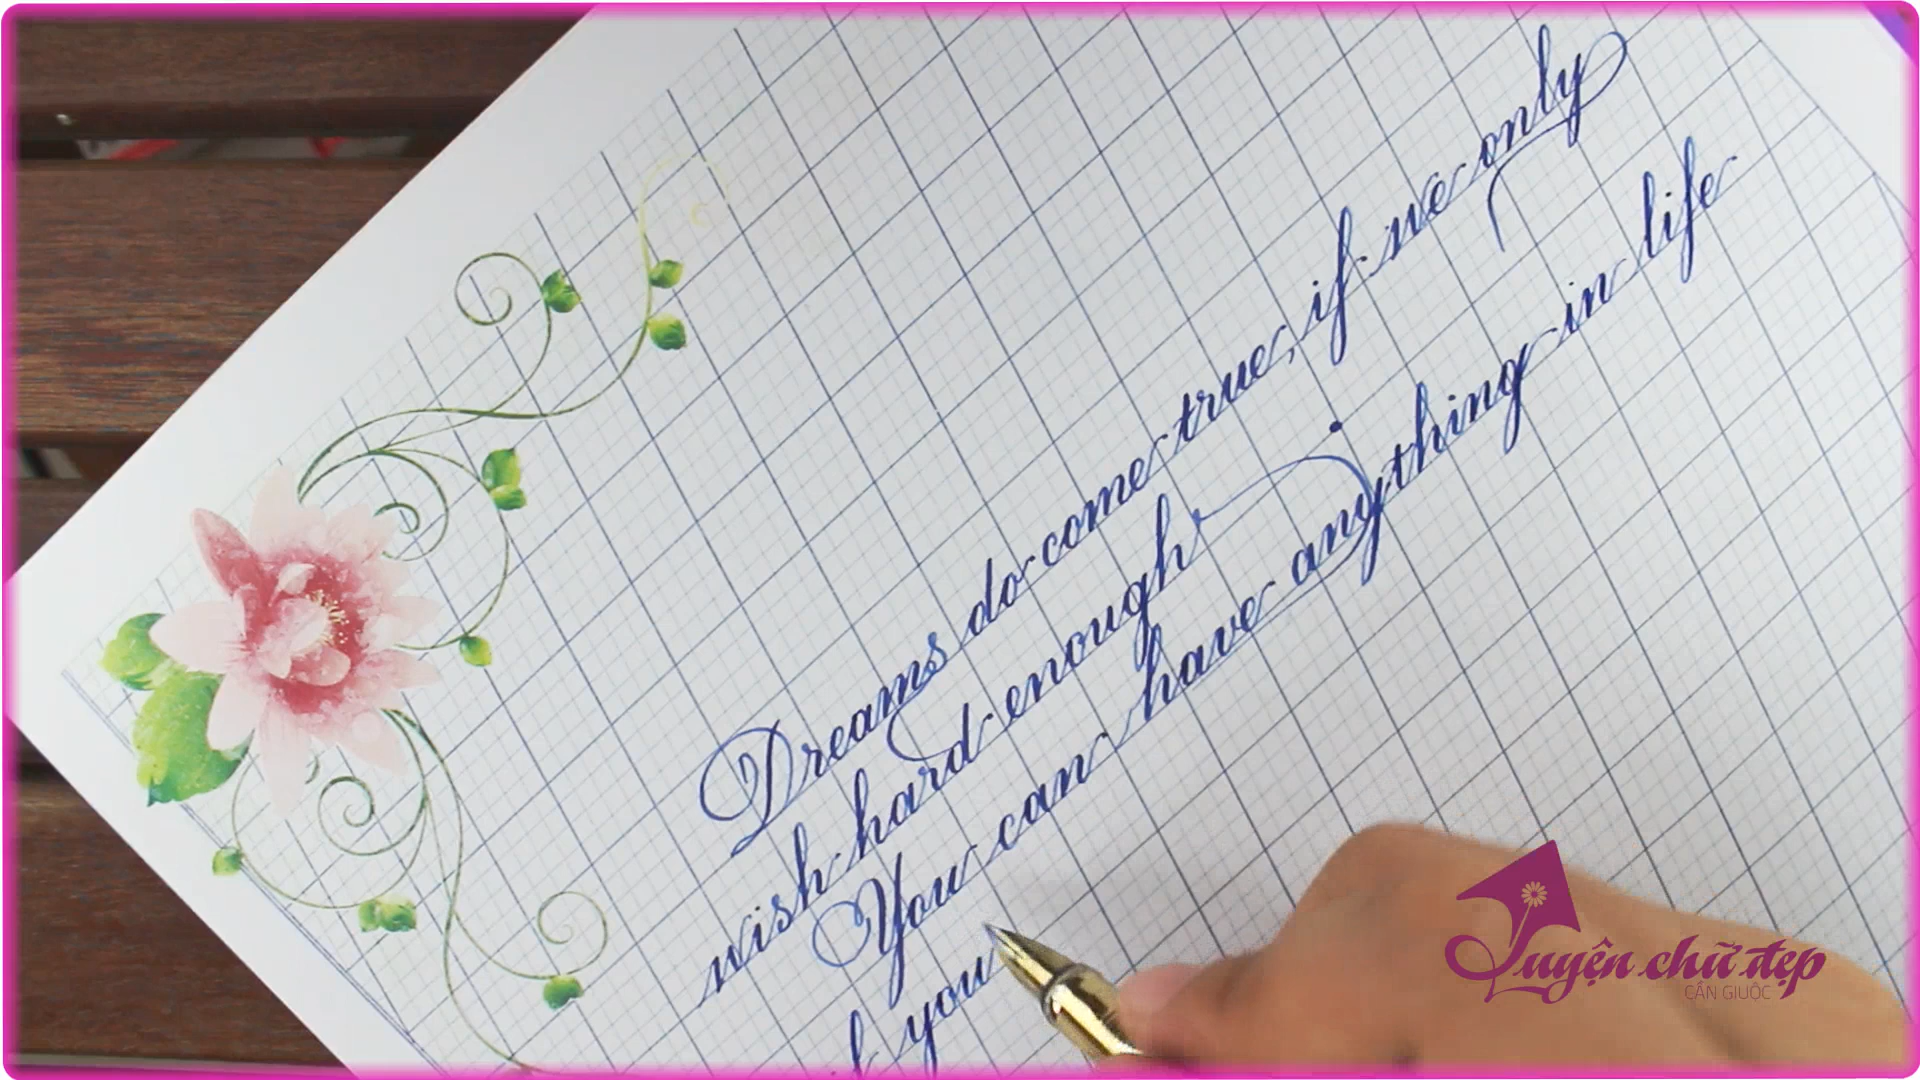 Dreams do come true, if we only
wish hard enough.
You can have anything in life
if you
Luyện chữ đẹp
CẦN GIUỘC